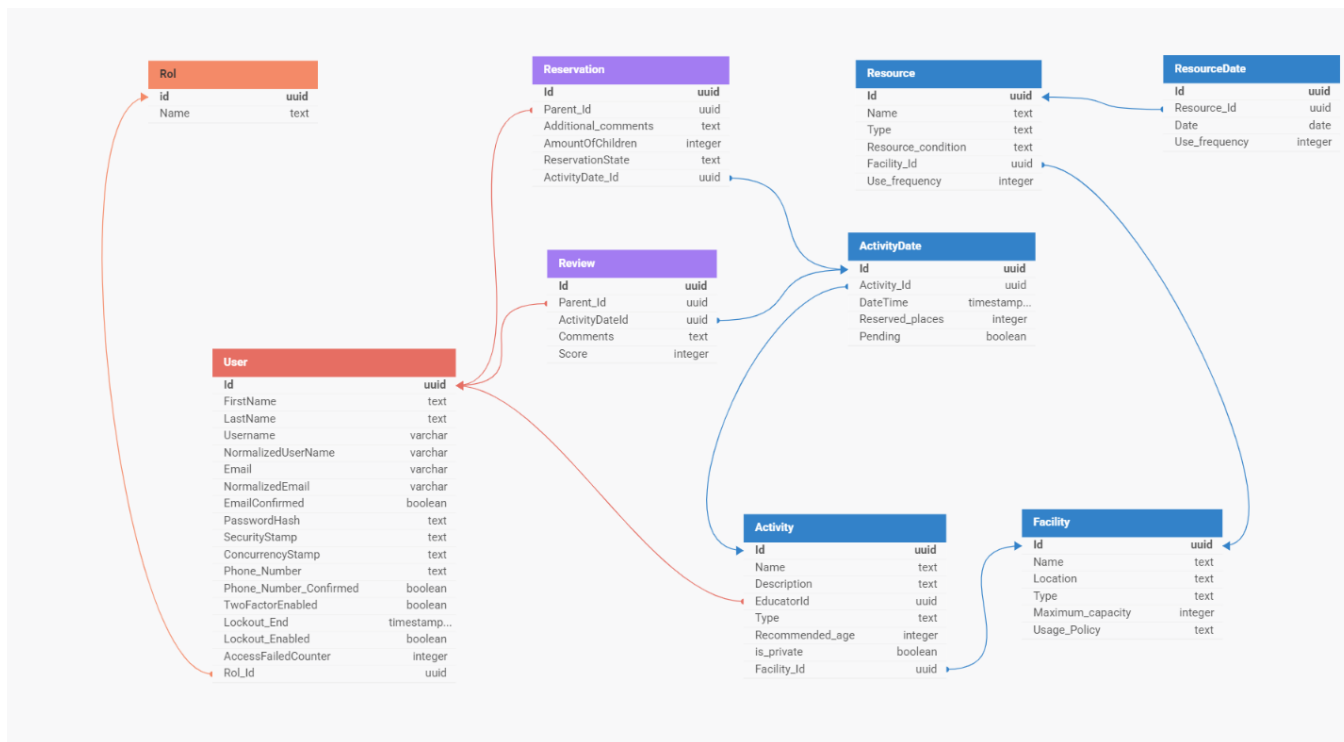 Rol
id uuid
Name text
Reservation
Id uuid
Parent_Id uuid
Additional_comments text
AmountOfChildren integer
ReservationState text
ActivityDate_Id uuid
Resource
Id uuid
Name text
Type text
Resource_condition text
Facility_Id uuid
Use_frequency integer
ResourceDate
Id uuid
Resource_Id uuid
Date date
Use_frequency integer
Review
Id uuid
Parent_Id uuid
ActivityDateId uuid
Comments text
Score integer
ActivityDate
Id uuid
Activity_Id uuid
DateTime timestamp...
Reserved_places integer
Pending boolean
User
Id uuid
FirstName text
LastName text
Username varchar
NormalizedUserName varchar
Email varchar
NormalizedEmail varchar
EmailConfirmed boolean
PasswordHash text
SecurityStamp text
ConcurrencyStamp text
Phone_Number text
Phone_Number_Confirmed boolean
TwoFactorEnabled boolean
Lockout_End timestamp...
Lockout_Enabled boolean
AccessFailedCounter integer
Rol_Id uuid
Activity
Id uuid
Name text
Description text
EducatorId uuid
Type text
Recommended_age integer
is_private boolean
Facility_Id uuid
Facility
Id uuid
Name text
Location text
Type text
Maximum_capacity integer
Usage_Policy text